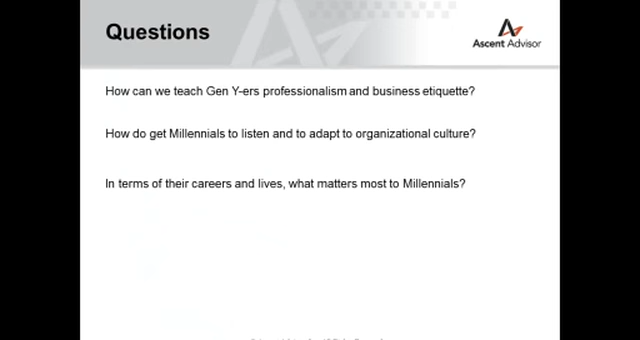 Questions
Ascent Advisor
How can we teach Gen Y-ers professionalism and business etiquette?
How do get Millennials to listen and to adapt to organizational culture?
In terms of their careers and lives, what matters most to Millennials?